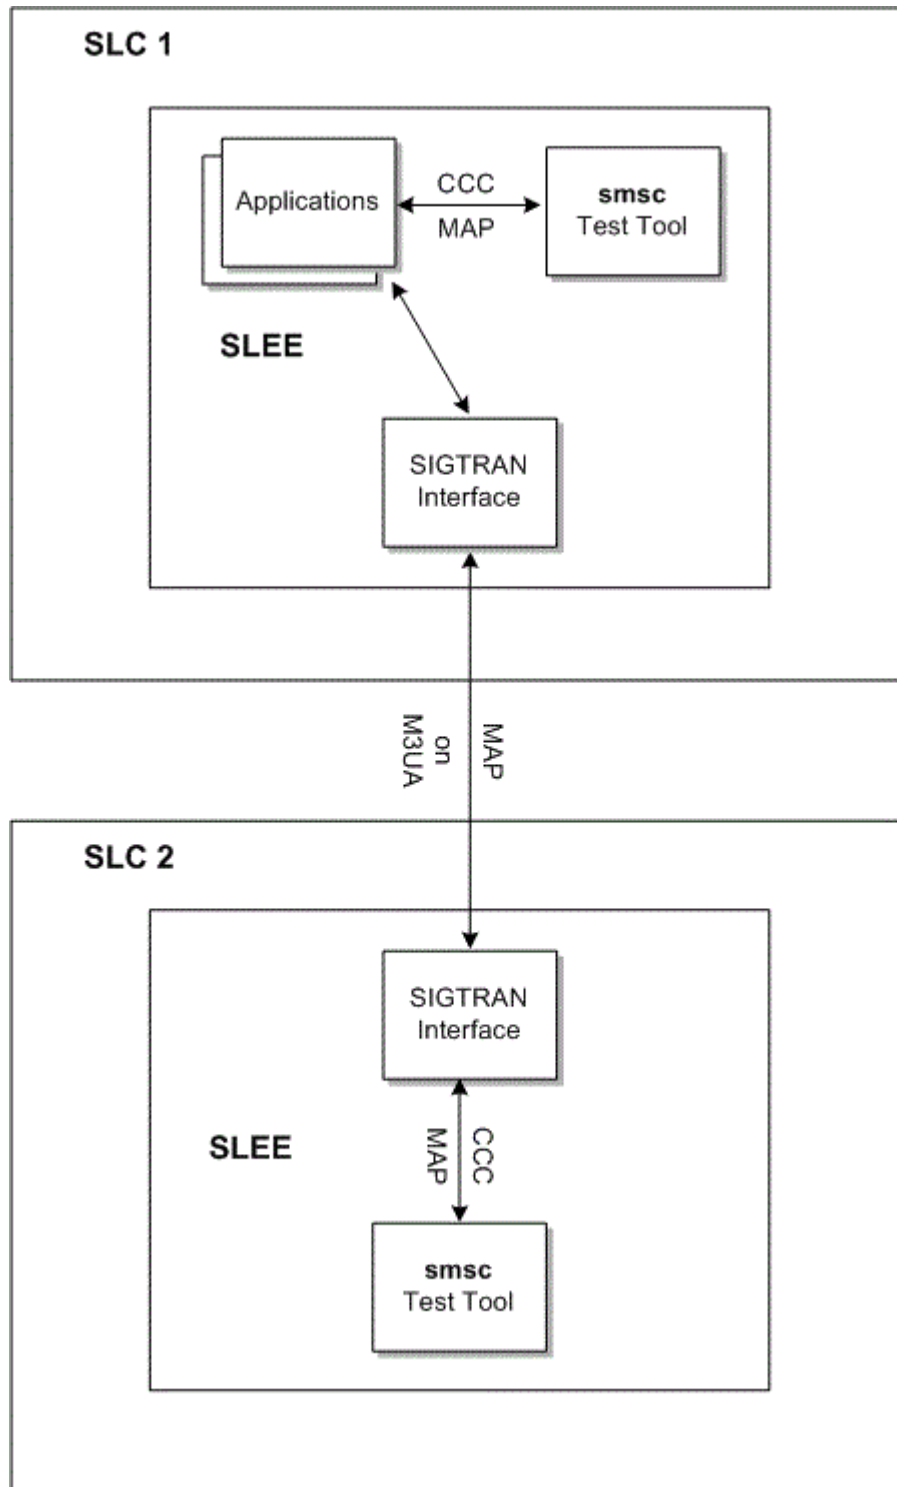 SLC 1
Applications
CCC
MAP
smsc
Test Tool
SLEE
SIGTRAN
Interface
MAP
on
M3UA
SLC 2
SIGTRAN
Interface
SLEE
CCC
MAP
smsc
Test Tool